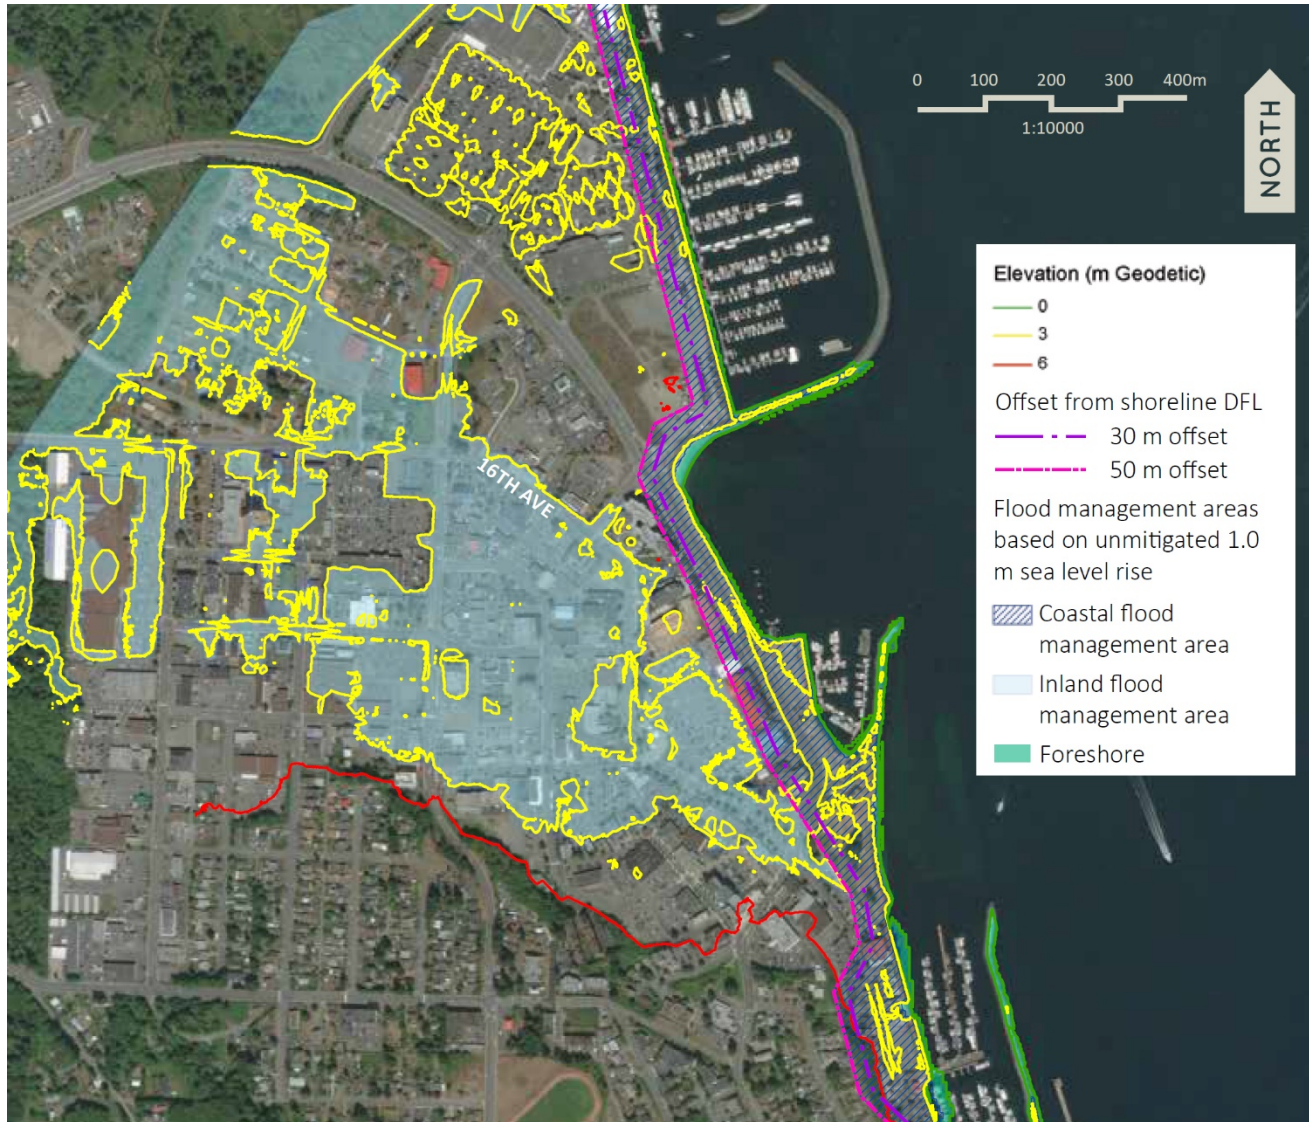 0 100 200 300 400m
1:10000
NORTH
Elevation (m Geodetic)
0
3
6
Offset from shoreline DFL
30 m offset
50 m offset
Flood management areas
based on unmitigated 1.0
m sea level rise
Coastal flood
management area
Inland flood
management area
Foreshore
16TH AVE